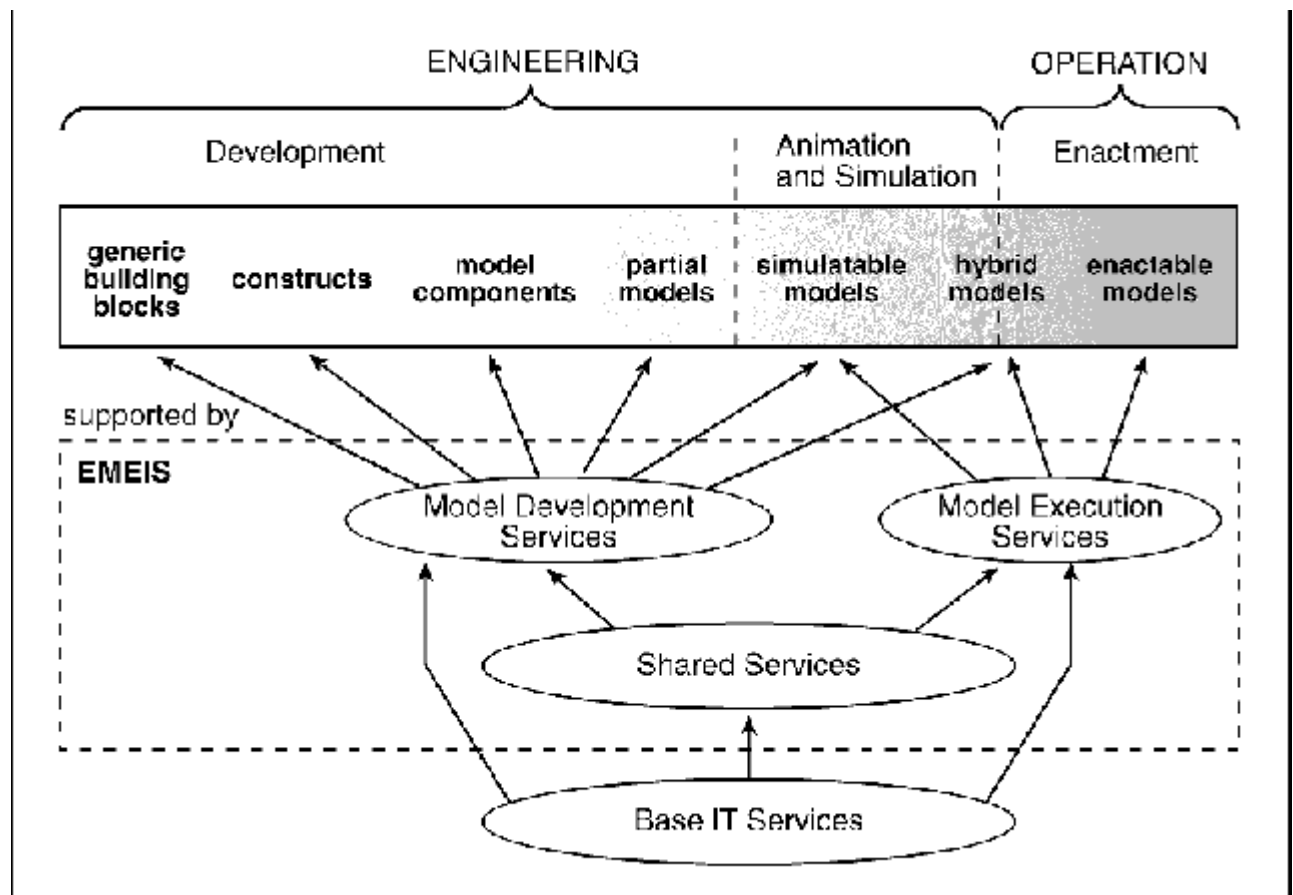 ENGINEERING
OPERATION
Development
Animation
and Simulation
Enactment
generic
building
blocks
constructs
model
components
partial
models
simulatable
models
hybrid
models
enactable
models
supported by
EMEIS
Model Development
Services
Model Execution
Services
Shared Services
Base IT Services